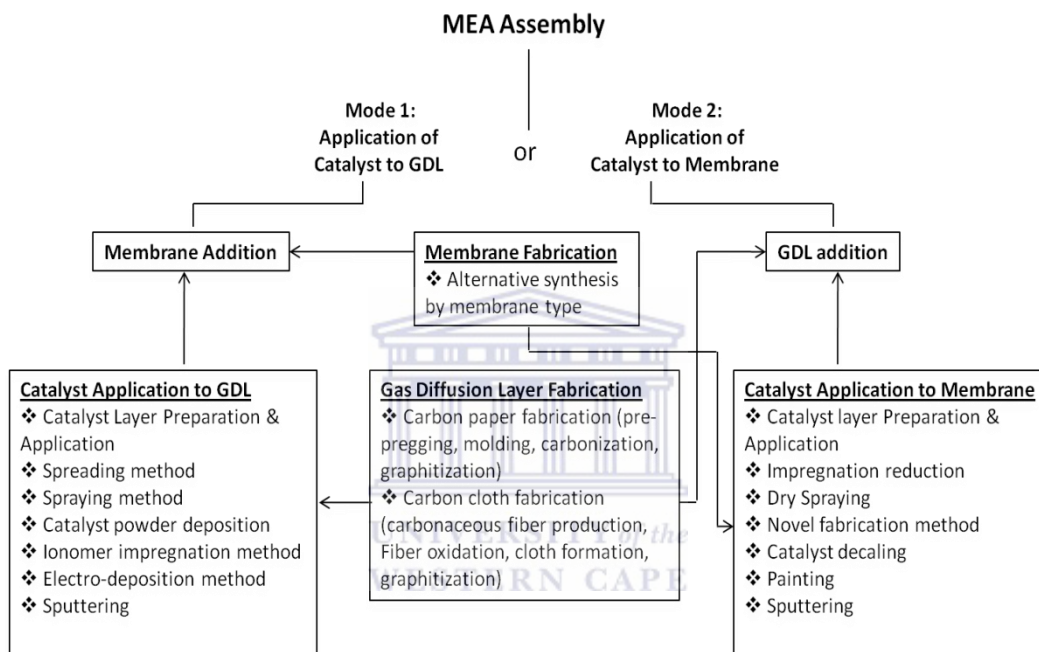 MEA Assembly
Mode 1:
Application of
Catalyst to GDL
or
Mode 2:
Application of
Catalyst to Membrane
Membrane Addition
Membrane Fabrication
❖ Alternative synthesis
by membrane type
GDL addition
Catalyst Application to GDL
❖ Catalyst Layer Preparation &
Application
❖ Spreading method
❖ Spraying method
❖ Catalyst powder deposition
❖ Ionomer impregnation method
❖ Electro-deposition method
❖ Sputtering
Gas Diffusion Layer Fabrication
❖ Carbon paper fabrication (pre-
pregging, molding, carbonization,
graphitization)
❖ Carbon cloth fabrication
(carbonaceous fiber production,
Fiber oxidation, cloth formation,
graphitization)
Catalyst Application to Membrane
❖ Catalyst layer Preparation &
Application
❖ Impregnation reduction
❖ Dry Spraying
❖ Novel fabrication method
❖ Catalyst decaling
❖ Painting
❖ Sputtering
UNIVERSITY of the
WESTERN CAPE